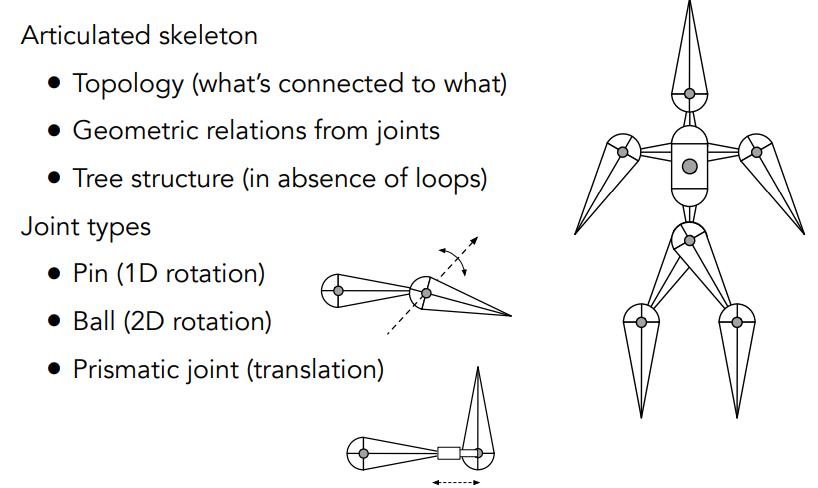 Articulated skeleton
● Topology (what’s connected to what)
● Geometric relations from joints
● Tree structure (in absence of loops)
Joint types
● Pin (1D rotation)
● Ball (2D rotation)
● Prismatic joint (translation)